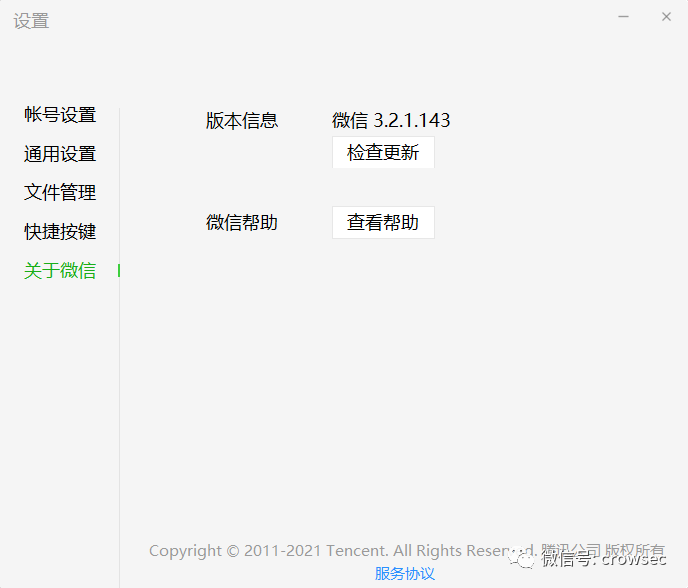 设置
帐号设置
通用设置
文件管理
快捷按键
关于微信
版本信息 微信 3.2.1.143
检查更新
微信帮助 查看帮助
Copyright © 2011-2021 Tencent. All Rights Reserved. 腾讯公司 版权所有
微信号: crowsec
服务协议